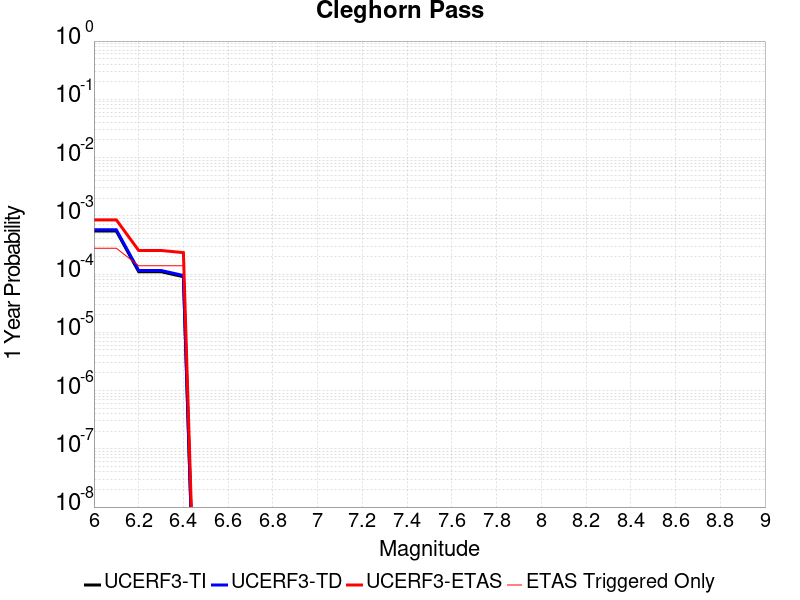 Cleghorn Pass
10 0
10 -1
10 -2
10 -3
10 -4
10 -5
10 -6
10 -7
10 -8
1 Year Probability
6 6.2 6.4 6.6 6.8 7 7.2 7.4 7.6 7.8 8 8.2 8.4 8.6 8.8 9
Magnitude
UCERF3-TI UCERF3-TD UCERF3-ETAS ETAS Triggered Only